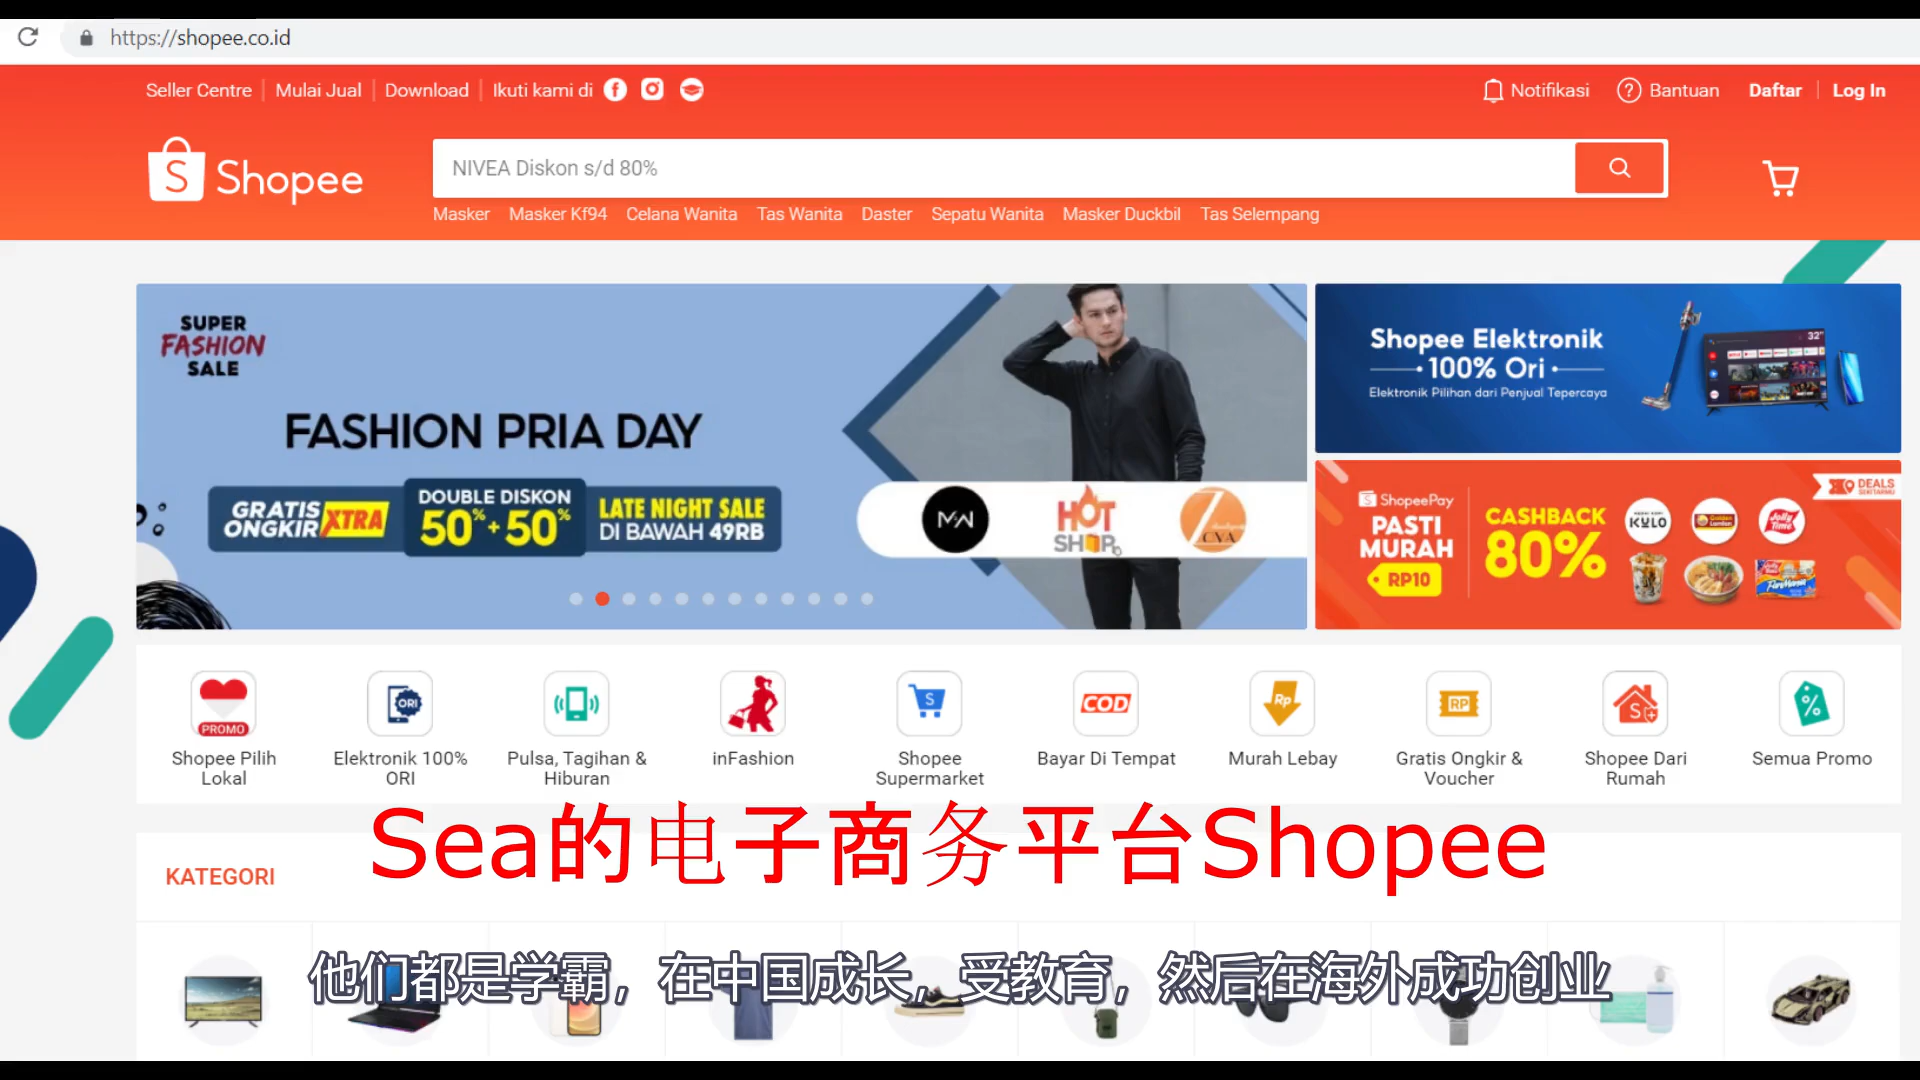 https://shopee.co.id
Seller Centre
Mulai Jual
Download
Ikuti kami di
Notifikasi
Bantuan
Daftar
Log In
Shopee
NIVEA Diskon s/d 80%
Masker
Masker Kf94
Celana Wanita
Tas Wanita
Daster
Sepatu Wanita
Masker Duckbil
Tas Selempang
SUPER
FASHION
SALE
FASHION PRIA DAY
GRATIS
ONGKIR XTRA
DOUBLE DISKON
50% + 50%
LATE NIGHT SALE
DI BAWAH 49RB
HOT
SHOP
Shopee Elektronik
100% Ori
Elektronik Pilihan dari Penjual Tepercaya
32"
ShopeePay
PASTI
MURAH
RP10
CASHBACK
80%
KULO
Jolly Time
DEALS
SEKITARMU
PROMO
ORI
S
COD
Rp
RP
S
%
Shopee Pilih
Lokal
Elektronik 100%
ORI
Pulsa, Tagihan &
Hiburan
inFashion
Shopee
Supermarket
Bayar Di Tempat
Murah Lebay
Gratis Ongkir &
Voucher
Shopee Dari
Rumah
Semua Promo
Sea的电子商务平台Shopee
KATEGORI
他们都是学霸，在中国成长，受教育，然后在海外成功创业